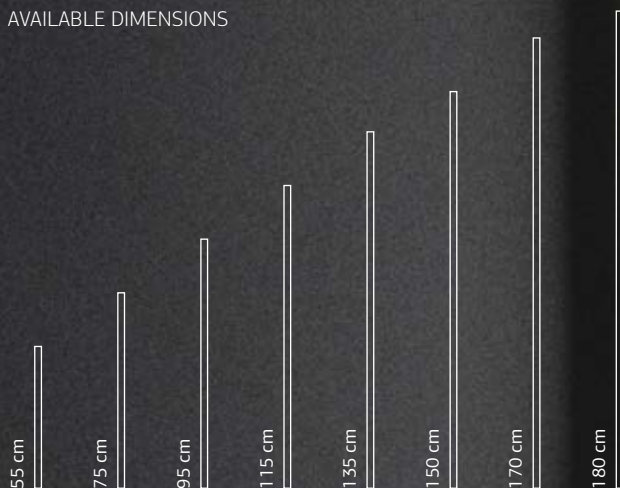 AVAILABLE DIMENSIONS
55 cm
75 cm
95 cm
115 cm
135 cm
150 cm
170 cm
180 cm